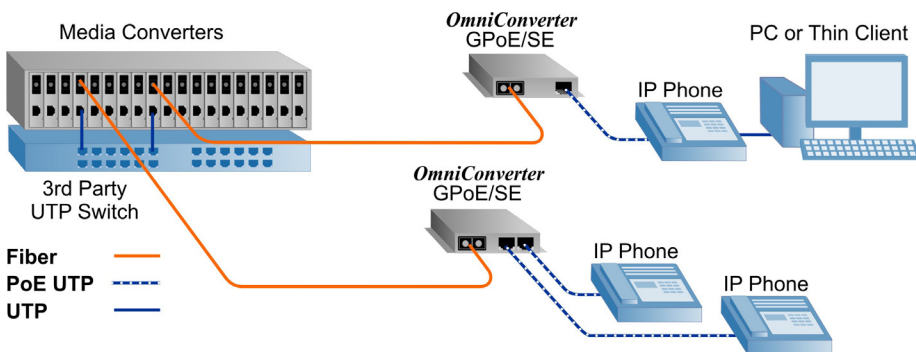 Media Converters
OmniConverter
GPoE/SE
PC or Thin Client
IP Phone
3rd Party
UTP Switch
OmniConverter
GPoE/SE
Fiber
PoE UTP
UTP
IP Phone
IP Phone